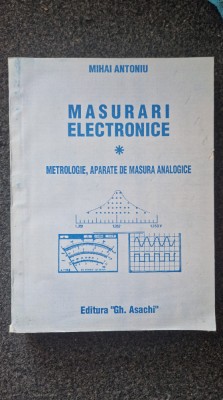 MIHAI ANTONIU
MASURARI
ELECTRONICE
*
METROLOGIE, APARATE DE MASURA ANALOGICE
Editura "Gh. Asachi"